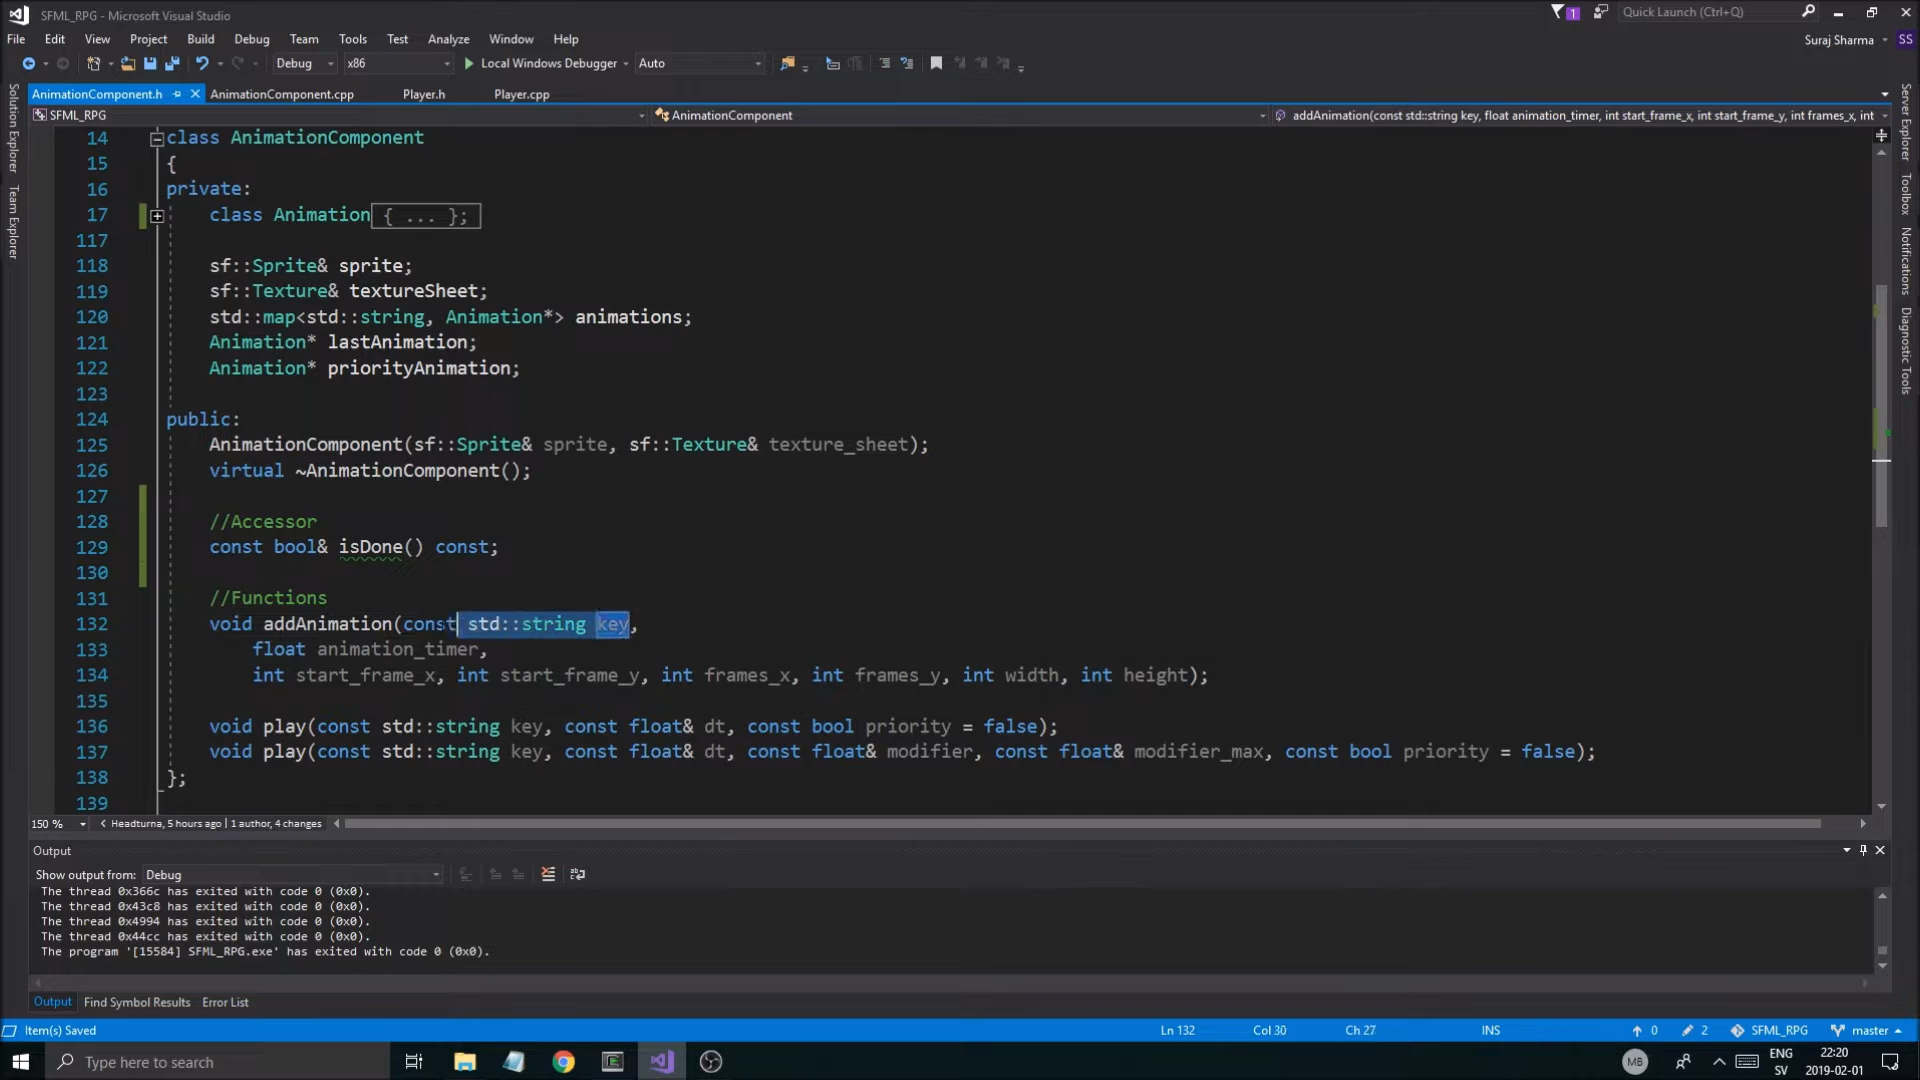 SFML_RPG - Microsoft Visual Studio
1
Quick Launch (Ctrl+Q)
File Edit View Project Build Debug Team Tools Test Analyze Window Help
Suraj Sharma
SS
Debug x86 Local Windows Debugger Auto
AnimationComponent.h AnimationComponent.cpp Player.h Player.cpp
SFML_RPG AnimationComponent addAnimation(const std::string key, float animation_timer, int start_frame_x, int start_frame_y, int frames_x, int
Solution Explorer
Team Explorer
Server Explorer
Toolbox
Notifications
Diagnostic Tools
14 class AnimationComponent
15 {
16 private:
17 class Animation{ ... };
117
118 sf::Sprite& sprite;
119 sf::Texture& textureSheet;
120 std::map<std::string, Animation*> animations;
121 Animation* lastAnimation;
122 Animation* priorityAnimation;
123
124 public:
125 AnimationComponent(sf::Sprite& sprite, sf::Texture& texture_sheet);
126 virtual ~AnimationComponent();
127
128 //Accessor
129 const bool& isDone() const;
130
131 //Functions
132 void addAnimation(const std::string key,
133 float animation_timer,
134 int start_frame_x, int start_frame_y, int frames_x, int frames_y, int width, int height);
135
136 void play(const std::string key, const float& dt, const bool priority = false);
137 void play(const std::string key, const float& dt, const float& modifier, const float& modifier_max, const bool priority = false);
138 };
139
150 % Headturna, 5 hours ago | 1 author, 4 changes
Output
Show output from: Debug
The thread 0x366c has exited with code 0 (0x0).
The thread 0x43c8 has exited with code 0 (0x0).
The thread 0x4994 has exited with code 0 (0x0).
The thread 0x44cc has exited with code 0 (0x0).
The program '[15584] SFML_RPG.exe' has exited with code 0 (0x0).
Output Find Symbol Results Error List
Item(s) Saved Ln 132 Col 30 Ch 27 INS 0 2 SFML_RPG master
Type here to search
MB
ENG
SV
22:20
2019-02-01